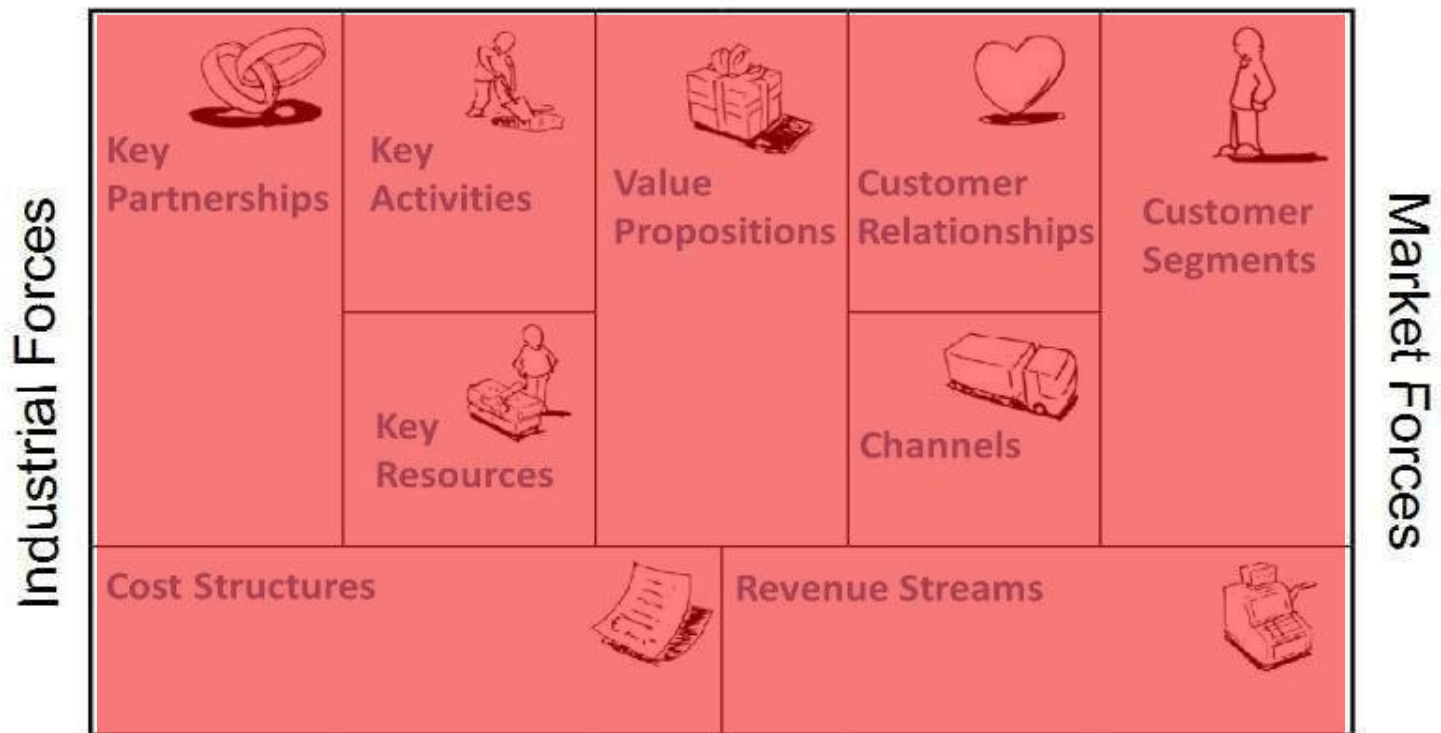 Industrial Forces
Key
Partnerships
Key
Activities
Key
Resources
Value
Propositions
Customer
Relationships
Channels
Customer
Segments
Cost Structures
Revenue Streams
Market Forces